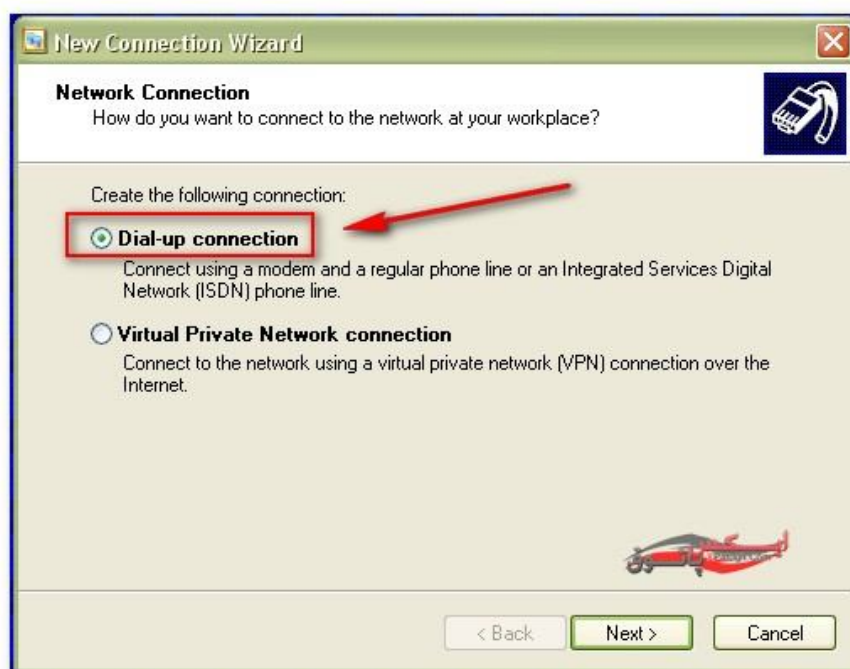 New Connection Wizard
Network Connection
How do you want to connect to the network at your workplace?
Create the following connection:
Dial-up connection
Connect using a modem and a regular phone line or an Integrated Services Digital
Network (ISDN) phone line.
Virtual Private Network connection
Connect to the network using a virtual private network (VPN) connection over the
Internet.
< Back
Next >
Cancel